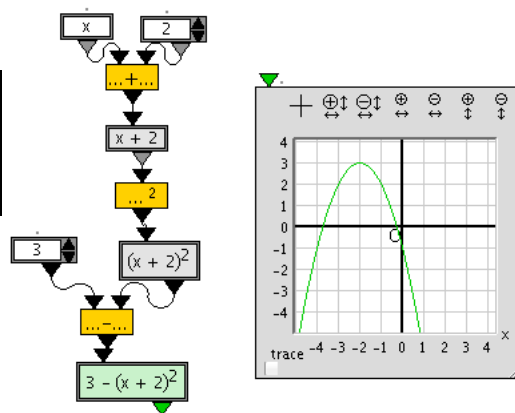 x 2
...+...
x + 2
... ²
3
(x + 2)²
...-...
3 – (x + 2)²
4
3
2
1
0
-1
-2
-3
-4
O
-4 -3 -2 -1 0 1 2 3 4
x
trace